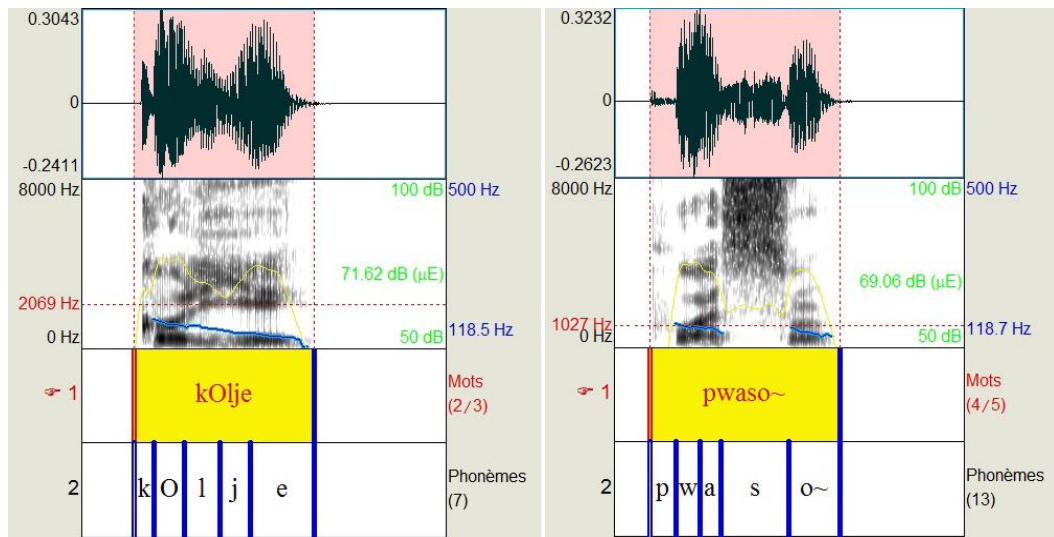 0.3043
0
-0.2411
8000 Hz
100 dB 500 Hz
71.62 dB (µE)
2069 Hz
0 Hz
50 dB 118.5 Hz
☞ 1
kOlje
Mots
(2/3)
2
k O l j e
Phonèmes
(7)
0.3232
0
-0.2623
8000 Hz
100 dB 500 Hz
69.06 dB (µE)
1027 Hz
0 Hz
50 dB 118.7 Hz
☞ 1
pwaso~
Mots
(4/5)
2
p w a s o~
Phonèmes
(13)